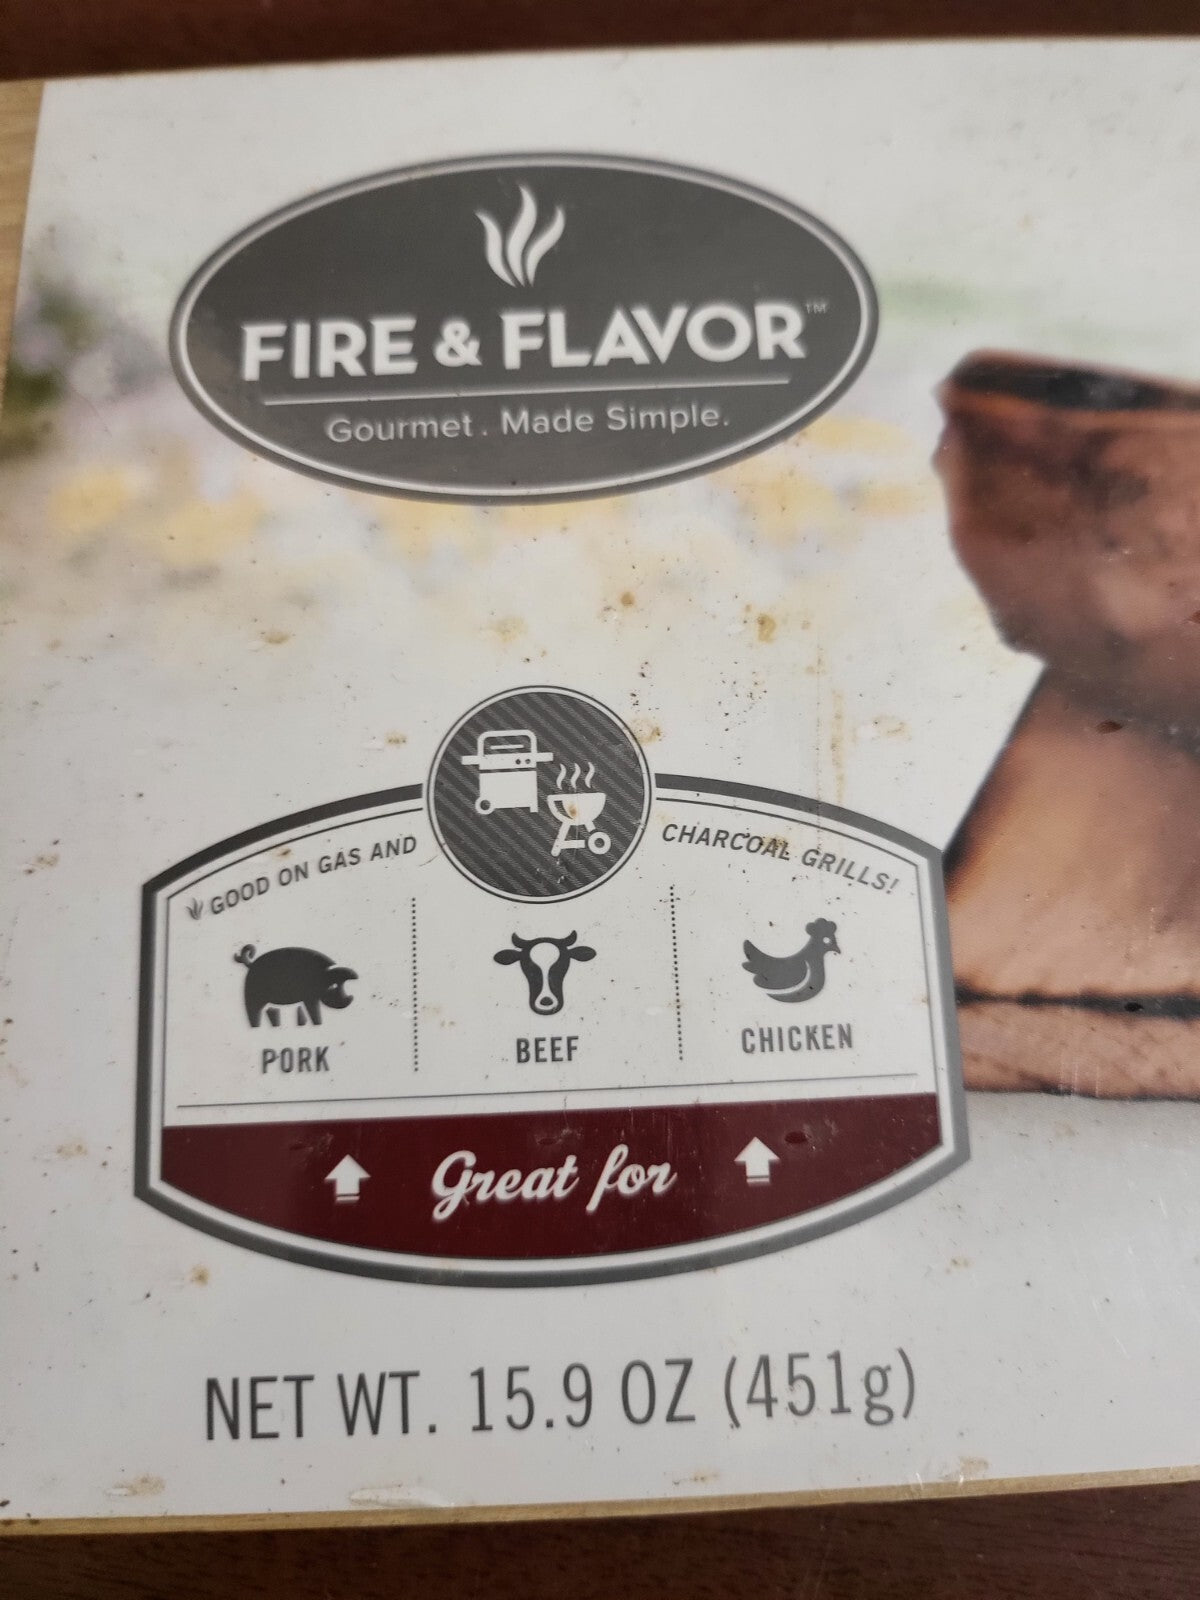 FIRE & FLAVOR™
Gourmet. Made Simple.
GOOD ON GAS AND CHARCOAL GRILLS!
PORK BEEF CHICKEN
Great for
NET WT. 15.9 OZ (451g)